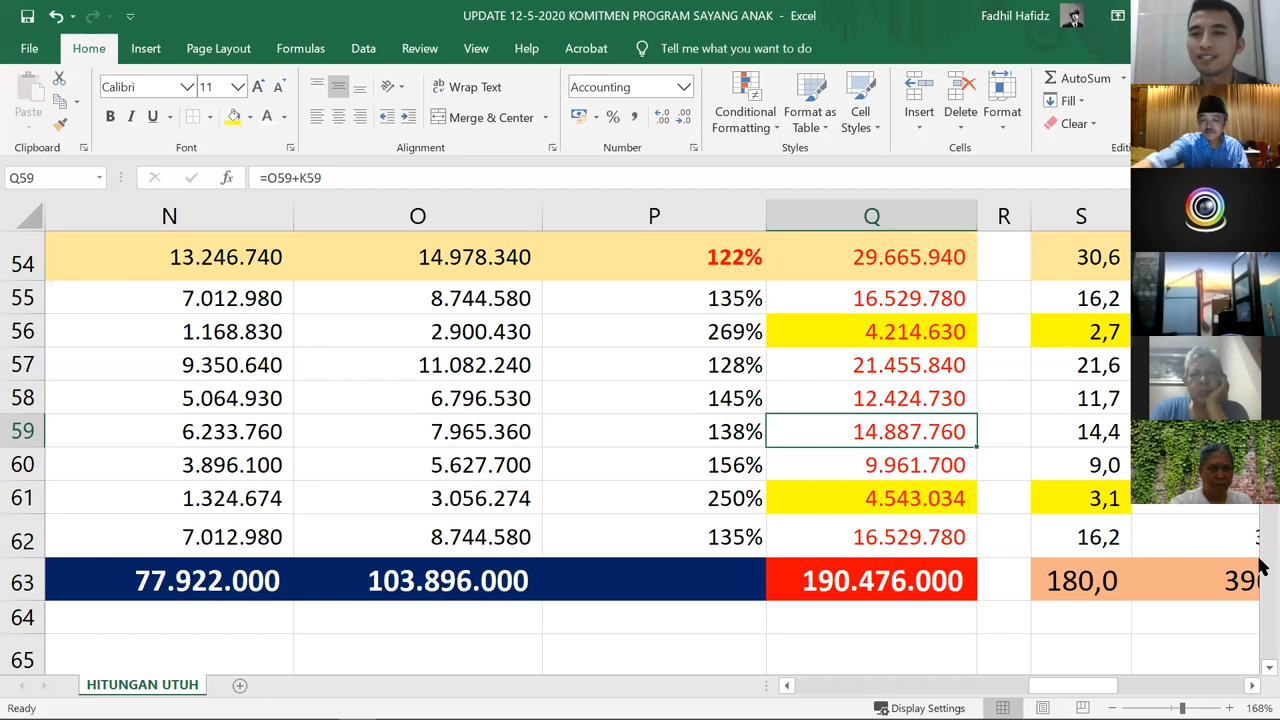 UPDATE 12-5-2020 KOMITMEN PROGRAM SAYANG ANAK - Excel
Fadhil Hafidz
File Home Insert Page Layout Formulas Data Review View Help Acrobat Tell me what you want to do
Calibri 11 Wrap Text Accounting AutoSum
Paste B I U Merge & Center % Conditional Formatting Format as Table Cell Styles Insert Delete Format Fill Clear
Clipboard Font Alignment Number Styles Cells Editi
Q59 fx =O59+K59
N O P Q R S
54 13.246.740 14.978.340 122% 29.665.940 30,6
55 7.012.980 8.744.580 135% 16.529.780 16,2
56 1.168.830 2.900.430 269% 4.214.630 2,7
57 9.350.640 11.082.240 128% 21.455.840 21,6
58 5.064.930 6.796.530 145% 12.424.730 11,7
59 6.233.760 7.965.360 138% 14.887.760 14,4
60 3.896.100 5.627.700 156% 9.961.700 9,0
61 1.324.674 3.056.274 250% 4.543.034 3,1
62 7.012.980 8.744.580 135% 16.529.780 16,2
63 77.922.000 103.896.000 190.476.000 180,0 39
64
65
HITUNGAN UTUH
Ready Display Settings 168%